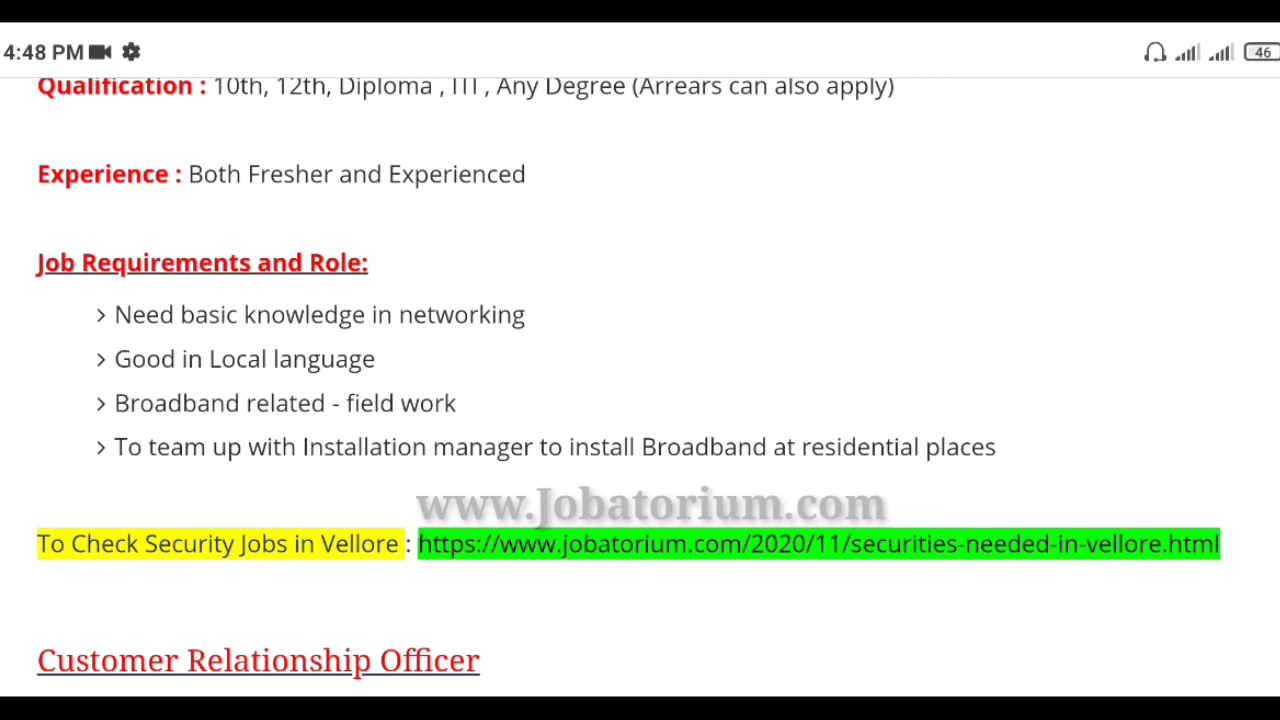 4:48 PM
46
Qualification : 10th, 12th, Diploma , ITI , Any Degree (Arrears can also apply)
Experience : Both Fresher and Experienced
Job Requirements and Role:
> Need basic knowledge in networking
> Good in Local language
> Broadband related - field work
> To team up with Installation manager to install Broadband at residential places
www.Jobatorium.com
To Check Security Jobs in Vellore : https://www.jobatorium.com/2020/11/securities-needed-in-vellore.html
Customer Relationship Officer